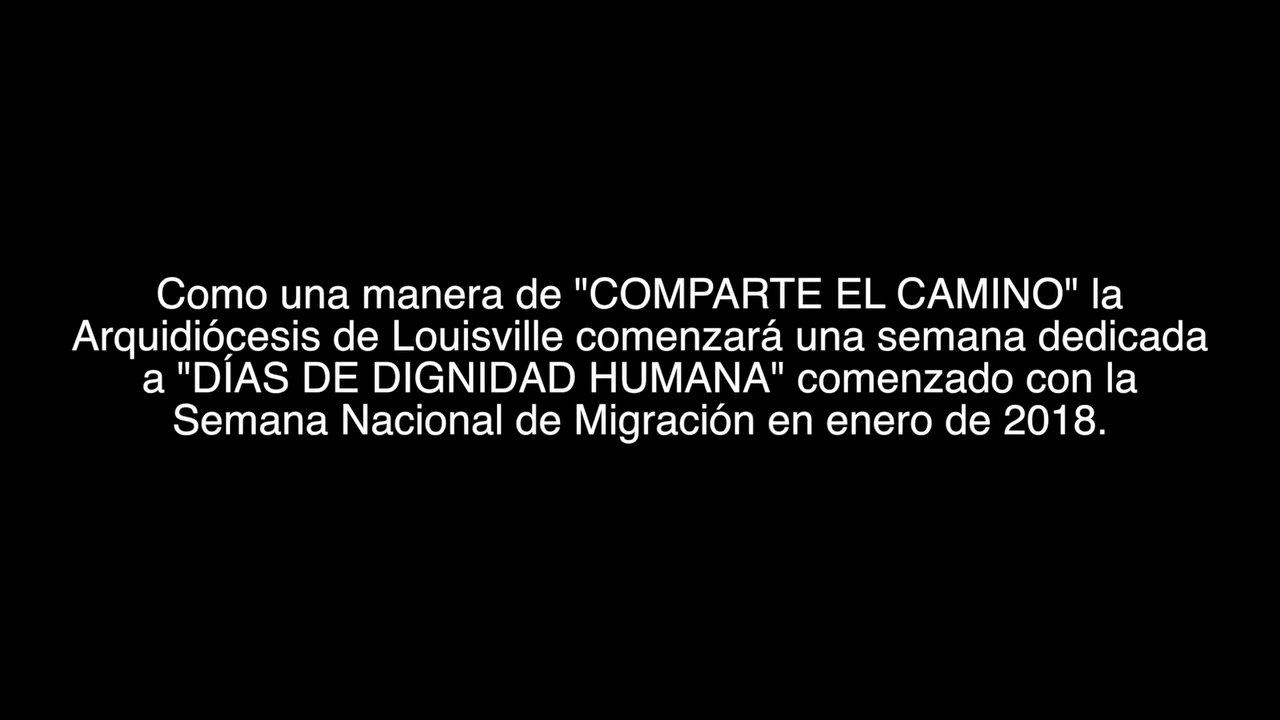 Como una manera de "COMPARTE EL CAMINO" la
Arquidiócesis de Louisville comenzará una semana dedicada
a "DÍAS DE DIGNIDAD HUMANA" comenzado con la
Semana Nacional de Migración en enero de 2018.